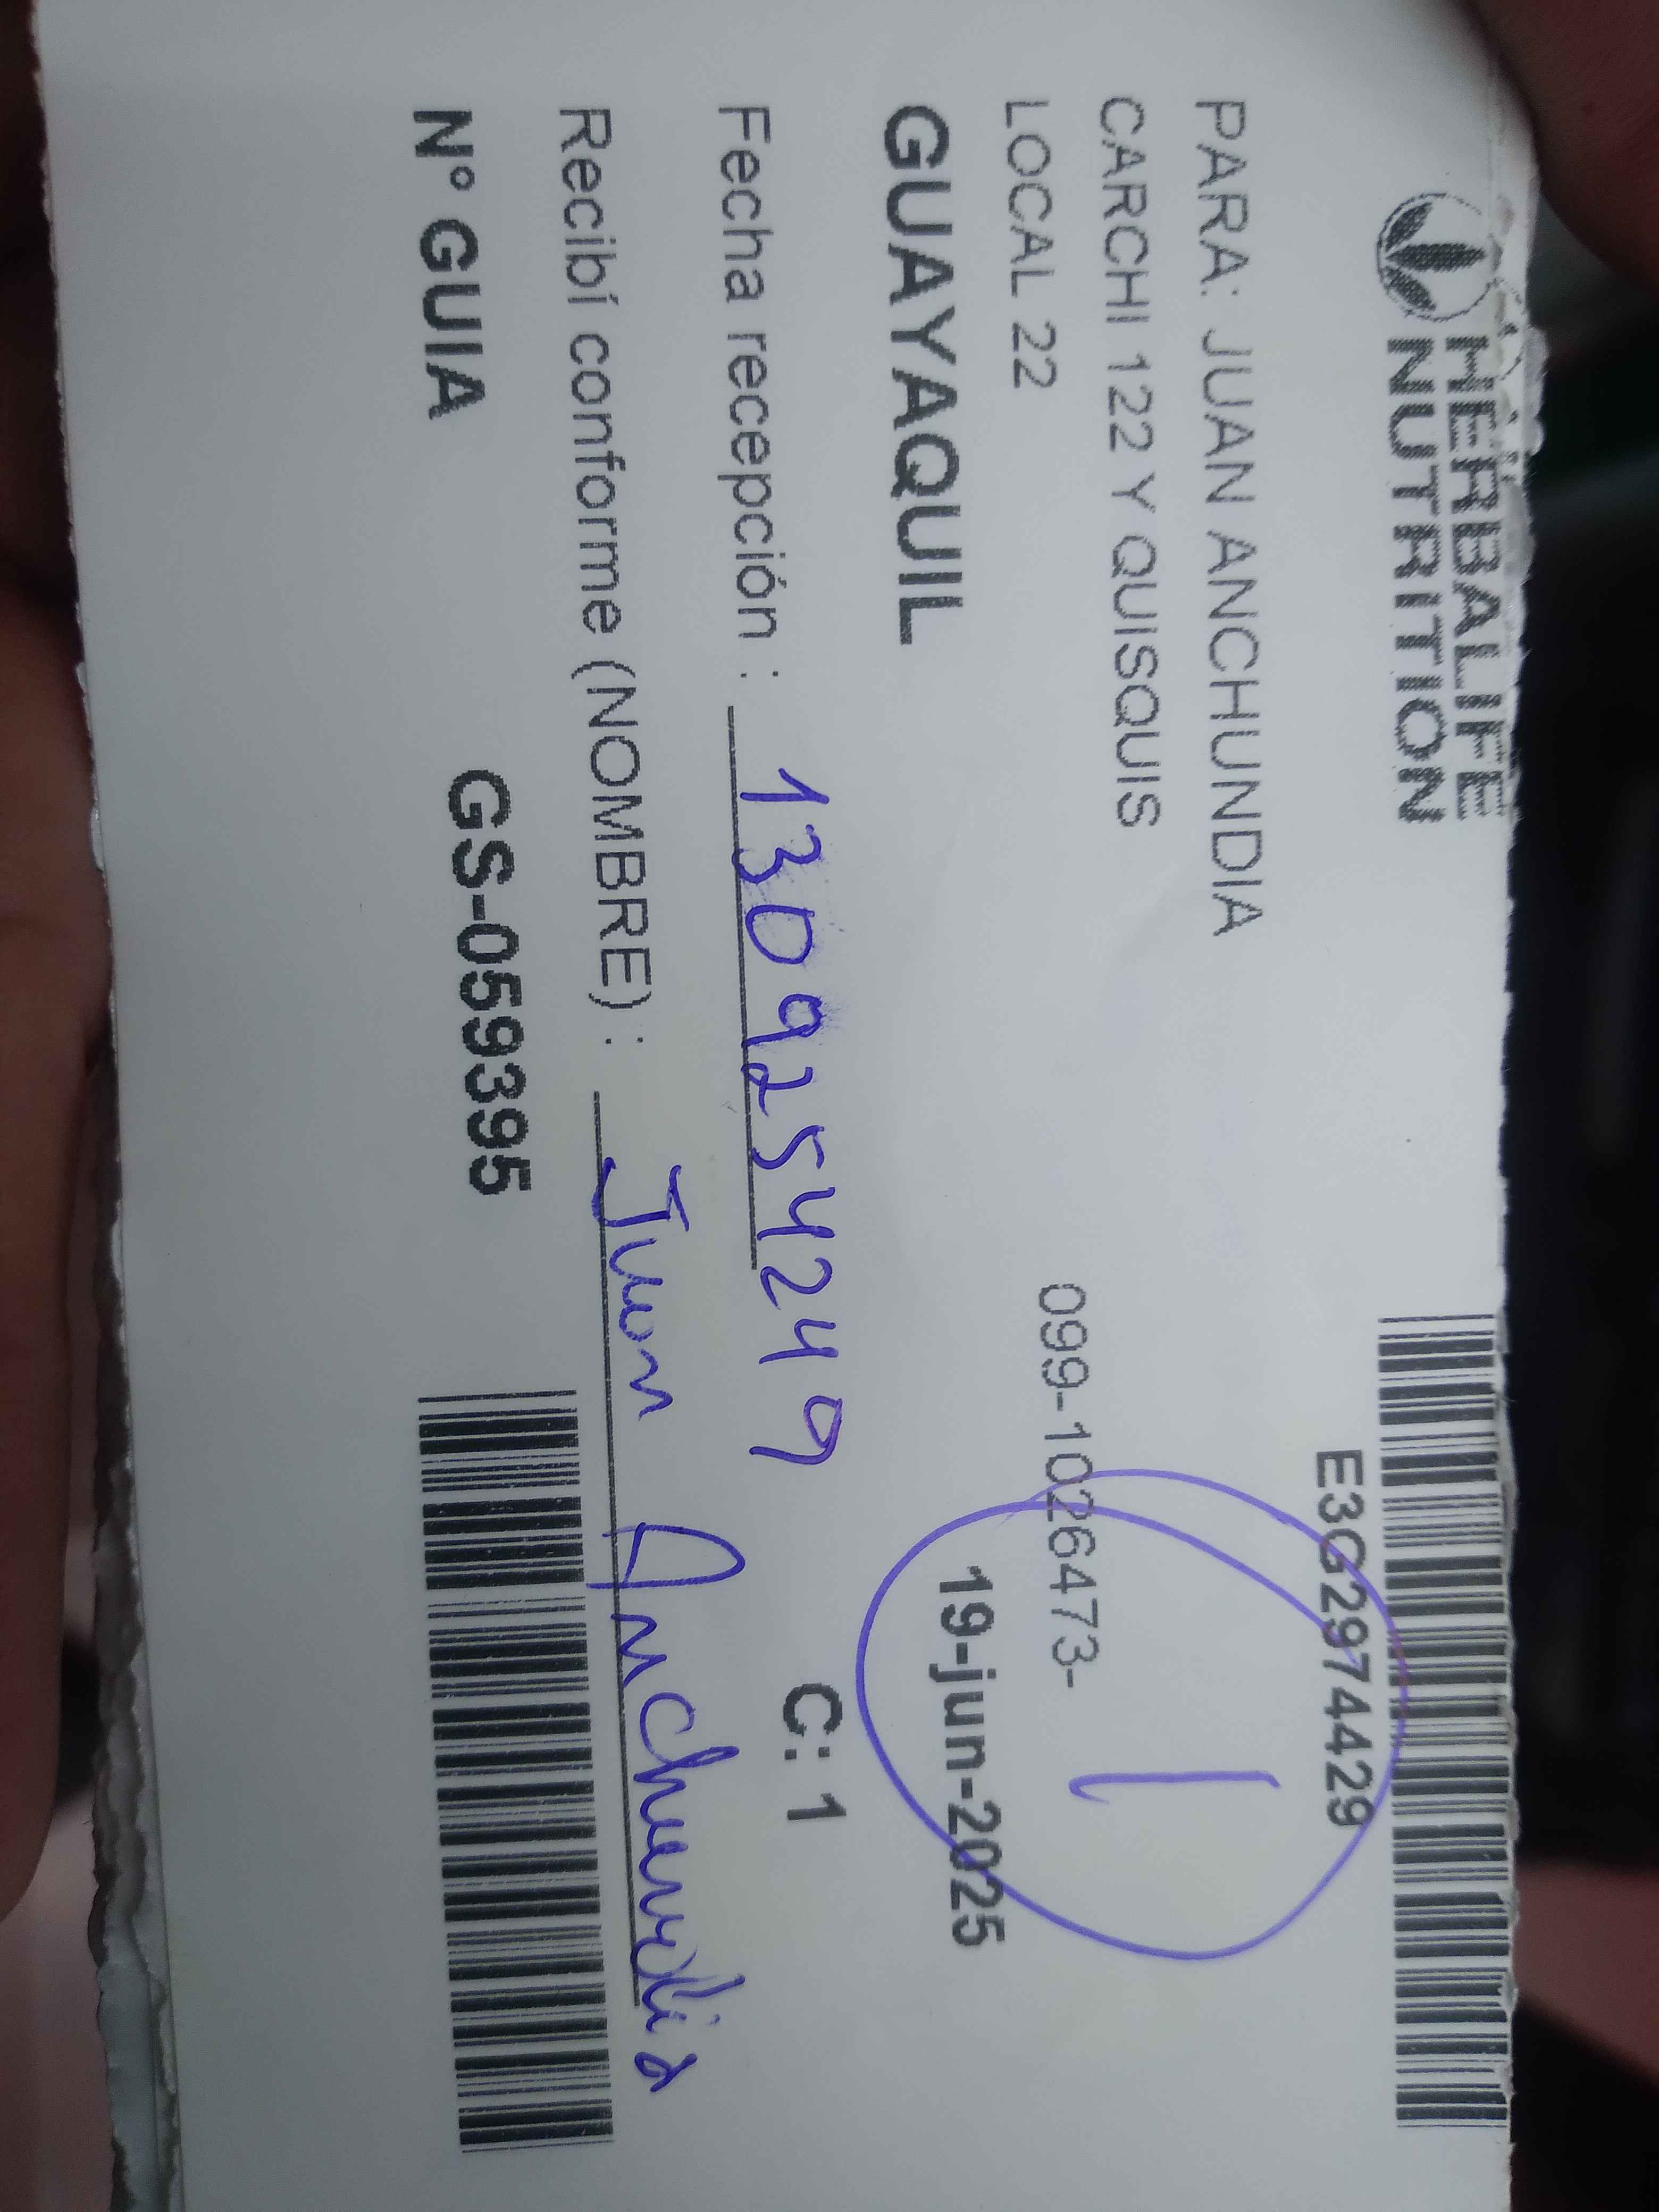 HERBALIFE
NUTRITION
E3G2974429
PARA: JUAN ANCHUNDIA
CARCHI 122 Y QUISQUIS
LOCAL 22
099-1026473-
1
GUAYAQUIL
19-jun-2025
Fecha recepción : 1309254249
C: 1
Recibí conforme (NOMBRE) : Juan Anchundia
N° GUIA GS-059395